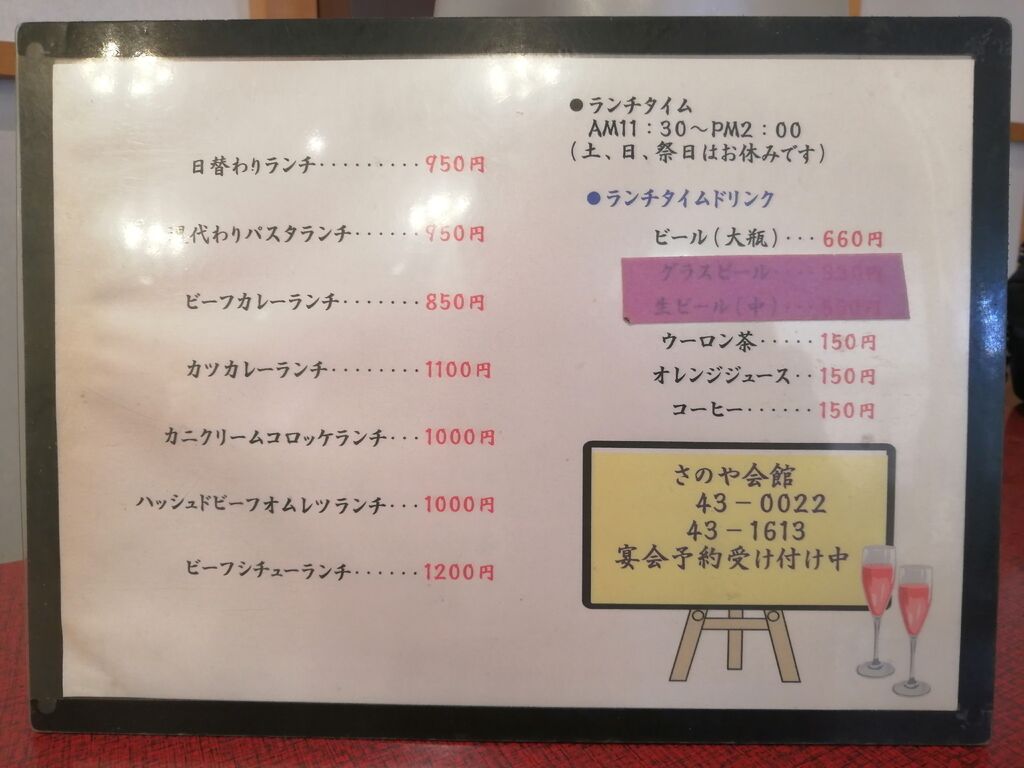 日替わりランチ・・・・・・・・・950円
代わりパスタランチ・・・・・・950円
ビーフカレーランチ・・・・・・・850円
カツカレーランチ・・・・・・・・1100円
カニクリームコロッケランチ・・・1000円
ハッシュドビーフオムレツランチ・・・1000円
ビーフシチューランチ・・・・・・1200円
●ランチタイム
AM11：30～PM2：00
(土、日、祭日はお休みです)
●ランチタイムドリンク
ビール(大瓶)・・・660円
グラスビール・・・・
生ビール(中)・・・
ウーロン茶・・・・・150円
オレンジジュース・・150円
コーヒー・・・・・・150円
さのや会館
43－0022
43－1613
宴会予約受け付け中